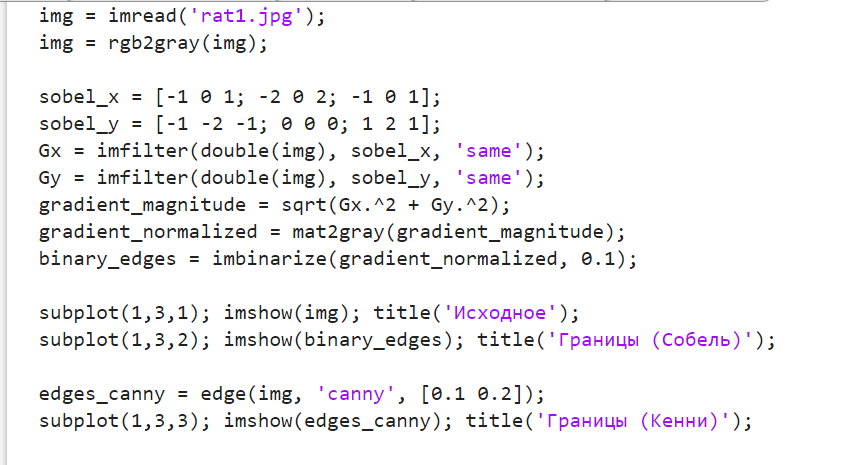 img = imread('rat1.jpg');
img = rgb2gray(img);
sobel_x = [-1 0 1; -2 0 2; -1 0 1];
sobel_y = [-1 -2 -1; 0 0 0; 1 2 1];
Gx = imfilter(double(img), sobel_x, 'same');
Gy = imfilter(double(img), sobel_y, 'same');
gradient_magnitude = sqrt(Gx.^2 + Gy.^2);
gradient_normalized = mat2gray(gradient_magnitude);
binary_edges = imbinarize(gradient_normalized, 0.1);
subplot(1,3,1); imshow(img); title('Исходное');
subplot(1,3,2); imshow(binary_edges); title('Границы (Собель)');
edges_canny = edge(img, 'canny', [0.1 0.2]);
subplot(1,3,3); imshow(edges_canny); title('Границы (Кенни)');